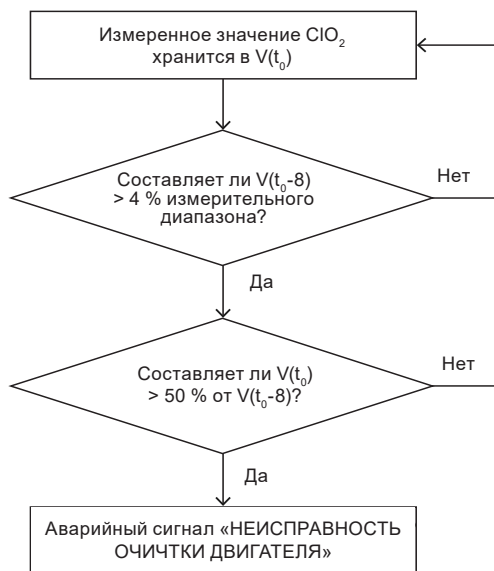 Измеренное значение ClO₂
хранится в V(t₀)
Составляет ли V(t₀-8)
> 4 % измерительного
диапазона?
Нет
Да
Составляет ли V(t₀)
> 50 % от V(t₀-8)?
Нет
Да
Аварийный сигнал «НЕИСПРАВНОСТЬ
ОЧИЧТКИ ДВИГАТЕЛЯ»